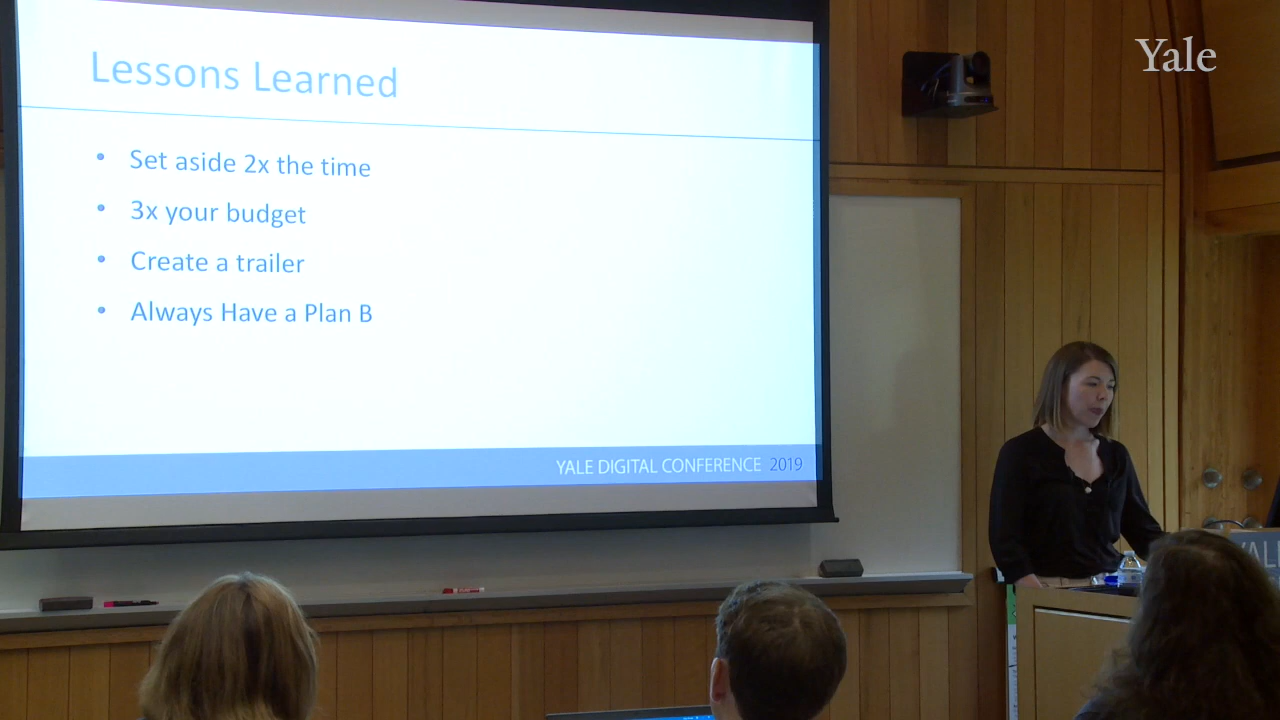 Yale
Lessons Learned
Set aside 2x the time
3x your budget
Create a trailer
Always Have a Plan B
YALE DIGITAL CONFERENCE 2019